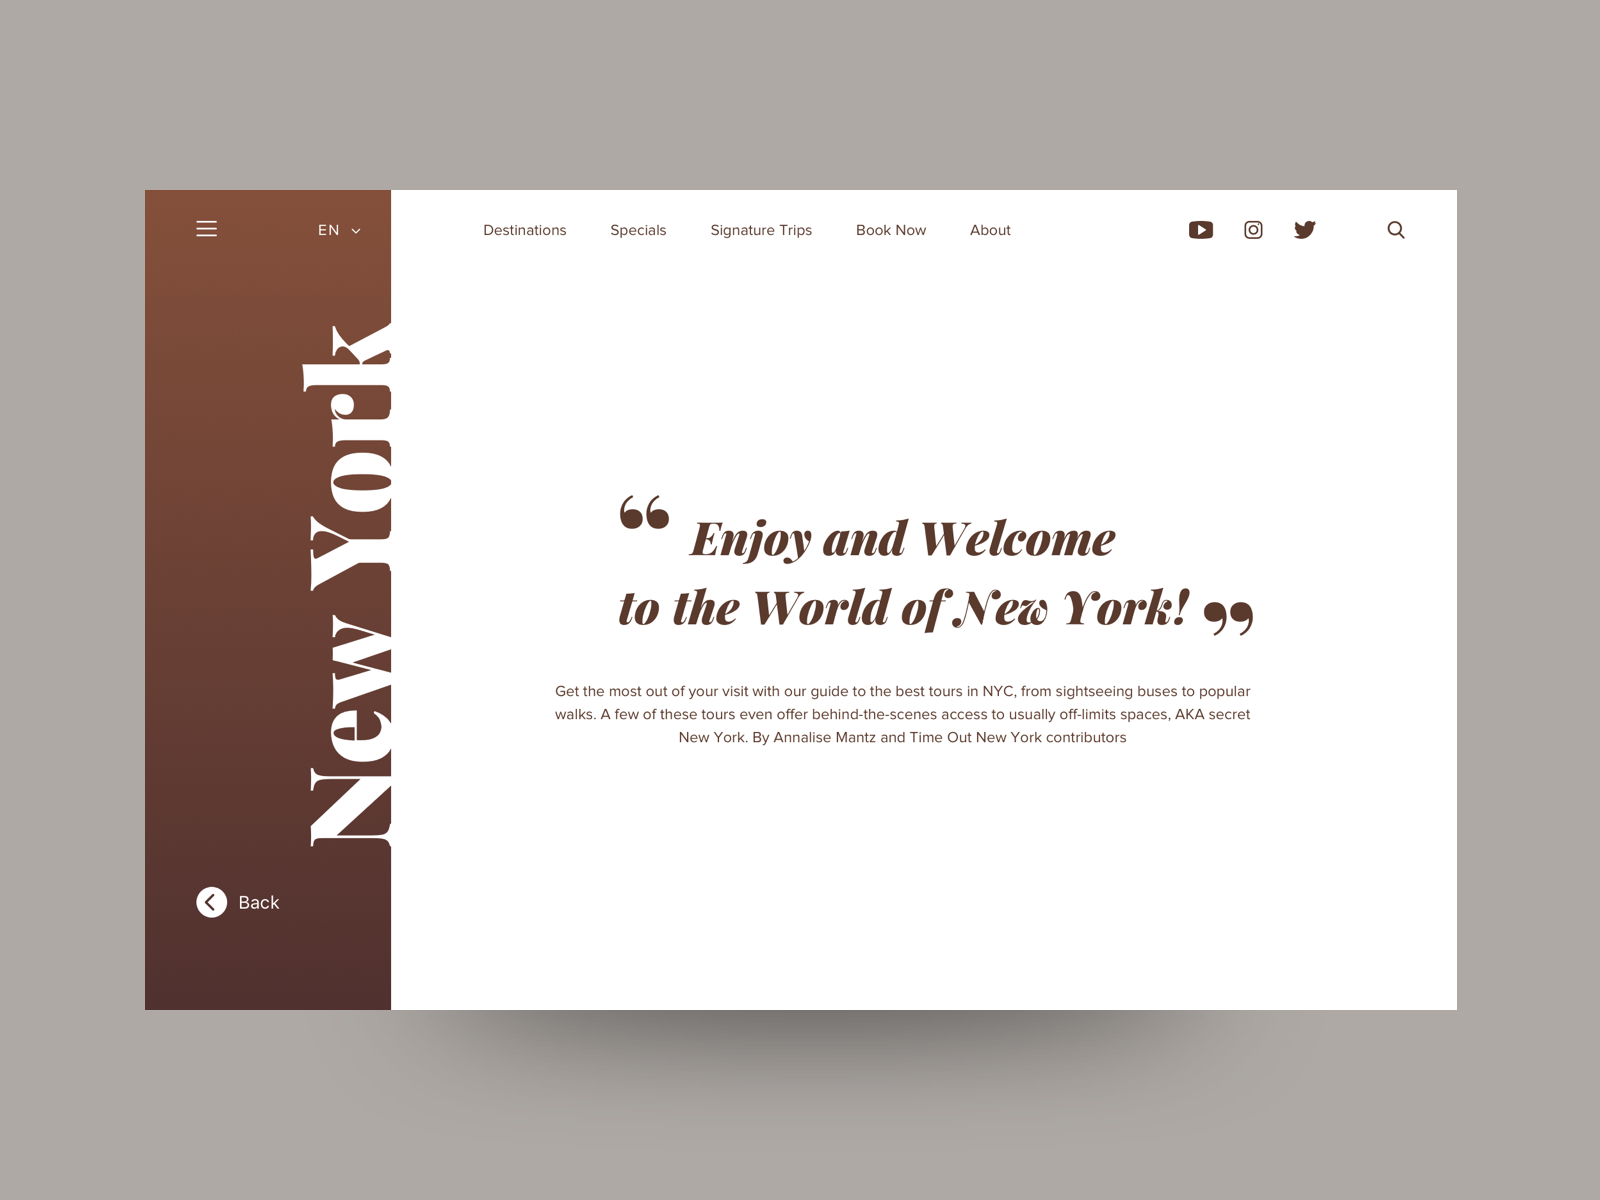 EN
Destinations
Specials
Signature Trips
Book Now
About
New York
“ Enjoy and Welcome
to the World of New York! ”
Get the most out of your visit with our guide to the best tours in NYC, from sightseeing buses to popular
walks. A few of these tours even offer behind-the-scenes access to usually off-limits spaces, AKA secret
New York. By Annalise Mantz and Time Out New York contributors
Back